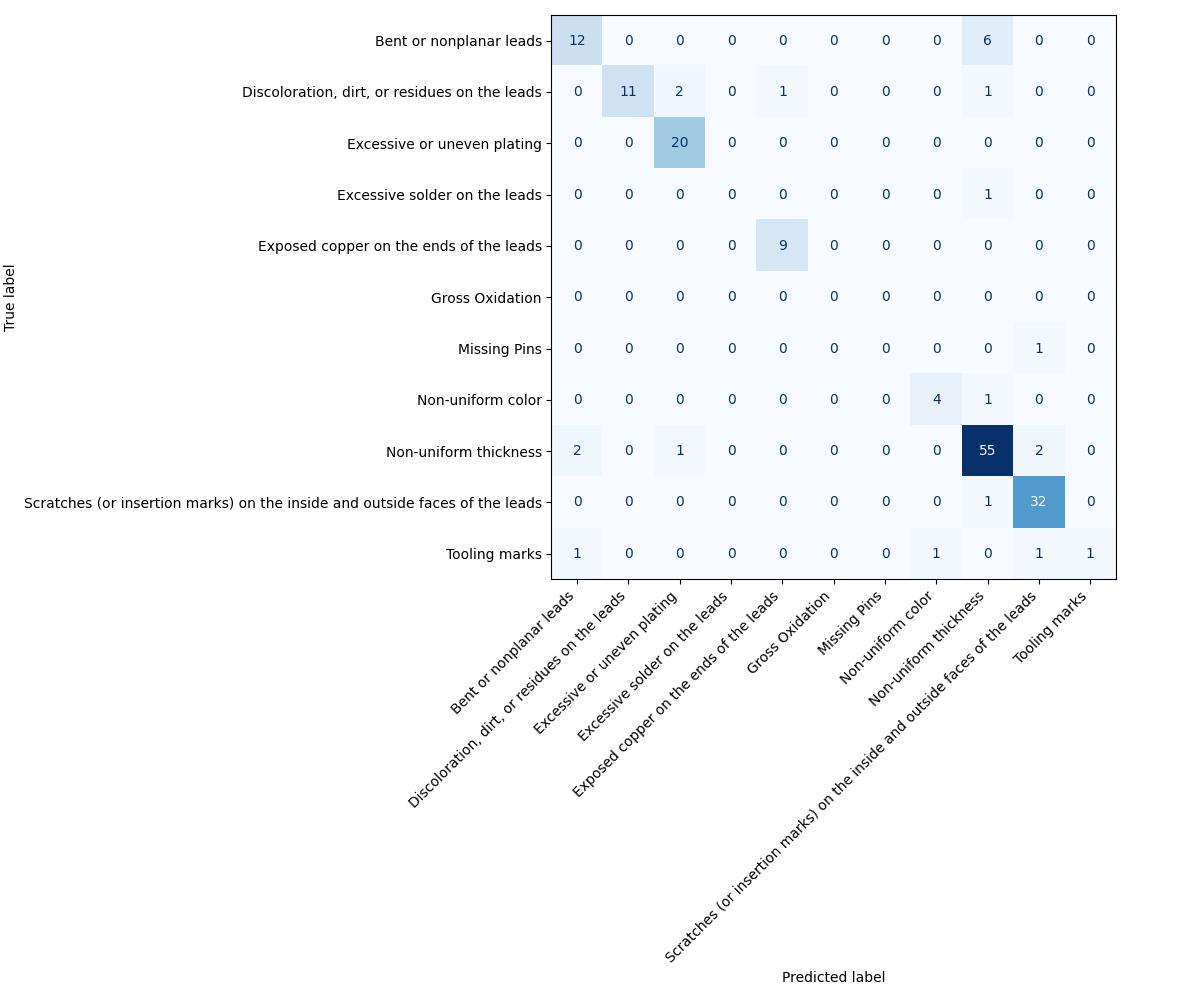 Bent or nonplanar leads 12 0 0 0 0 0 0 0 6 0 0
Discoloration, dirt, or residues on the leads 0 11 2 0 1 0 0 0 1 0 0
Excessive or uneven plating 0 0 20 0 0 0 0 0 0 0 0
Excessive solder on the leads 0 0 0 0 0 0 0 0 1 0 0
Exposed copper on the ends of the leads 0 0 0 0 9 0 0 0 0 0 0
Gross Oxidation 0 0 0 0 0 0 0 0 0 0 0
Missing Pins 0 0 0 0 0 0 0 0 0 1 0
Non-uniform color 0 0 0 0 0 0 0 4 1 0 0
Non-uniform thickness 2 0 1 0 0 0 0 0 55 2 0
Scratches (or insertion marks) on the inside and outside faces of the leads 0 0 0 0 0 0 0 0 1 32 0
Tooling marks 1 0 0 0 0 0 0 1 0 1 1
True label
Bent or nonplanar leads
Discoloration, dirt, or residues on the leads
Excessive or uneven plating
Excessive solder on the leads
Exposed copper on the ends of the leads
Gross Oxidation
Missing Pins
Non-uniform color
Non-uniform thickness
Scratches (or insertion marks) on the inside and outside faces of the leads
Tooling marks
Predicted label